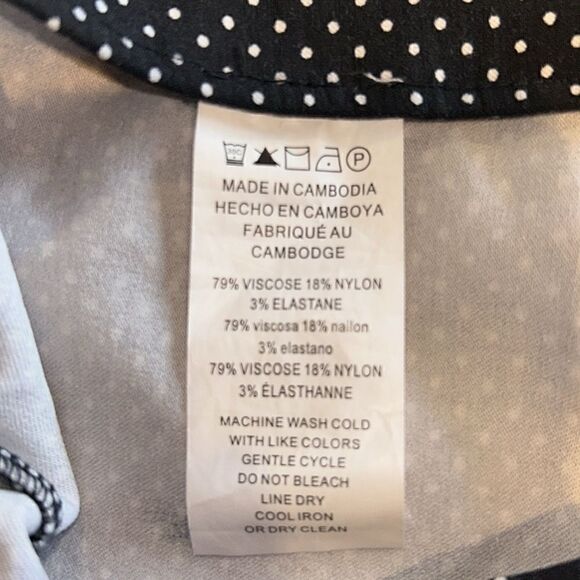 30C P
MADE IN CAMBODIA
HECHO EN CAMBOYA
FABRIQUÉ AU
CAMBODGE
79% VISCOSE 18% NYLON
3% ELASTANE
79% viscosa 18% nailon
3% elastano
79% VISCOSE 18% NYLON
3% ÉLASTHANNE
MACHINE WASH COLD
WITH LIKE COLORS
GENTLE CYCLE
DO NOT BLEACH
LINE DRY
COOL IRON
OR DRY CLEAN